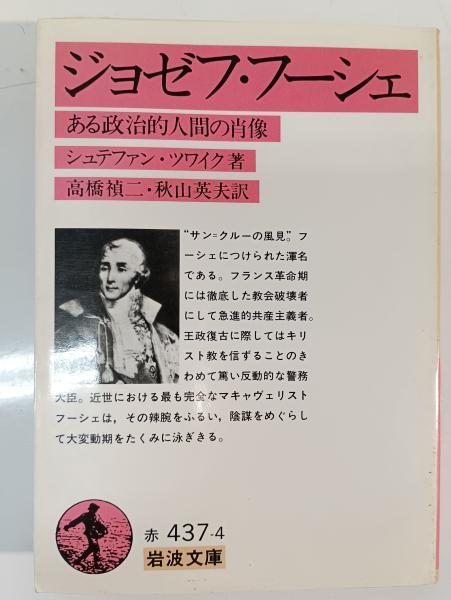 ジョゼフ・フーシェ
ある政治的人間の肖像
シュテファン・ツワイク著
高橋禎二・秋山英夫訳
“サン＝クルーの風見”。フ
ーシェにつけられた渾名
である。フランス革命期
には徹底した教会破壊者
にして急進的共産主義者。
王政復古に際してはキリ
スト教を信ずることのき
わめて篤い反動的な警務
大臣。近世における最も完全なマキャヴェリスト
フーシェは，その辣腕をふるい，陰謀をめぐらし
て大変動期をたくみに泳ぎきる。
赤 437-4
岩波文庫